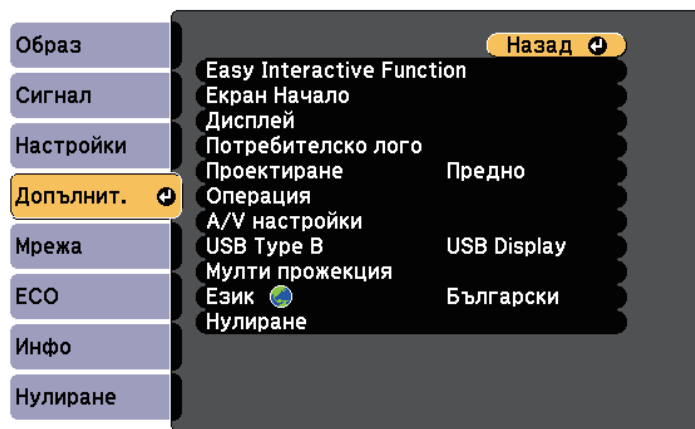 Образ
Сигнал
Настройки
Допълнит.
Мрежа
ECO
Инфо
Нулиране
Назад
Easy Interactive Function
Екран Начало
Дисплей
Потребителско лого
Проектиране Предно
Операция
A/V настройки
USB Type B USB Display
Мулти прожекция
Език Български
Нулиране